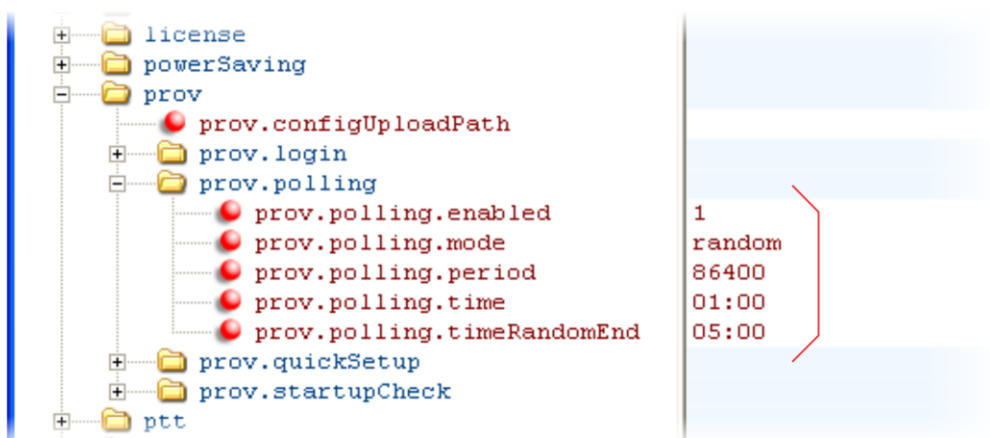 license
powerSaving
prov
prov.configUploadPath
prov.login
prov.polling
prov.polling.enabled 1
prov.polling.mode random
prov.polling.period 86400
prov.polling.time 01:00
prov.polling.timeRandomEnd 05:00
prov.quickSetup
prov.startupCheck
ptt